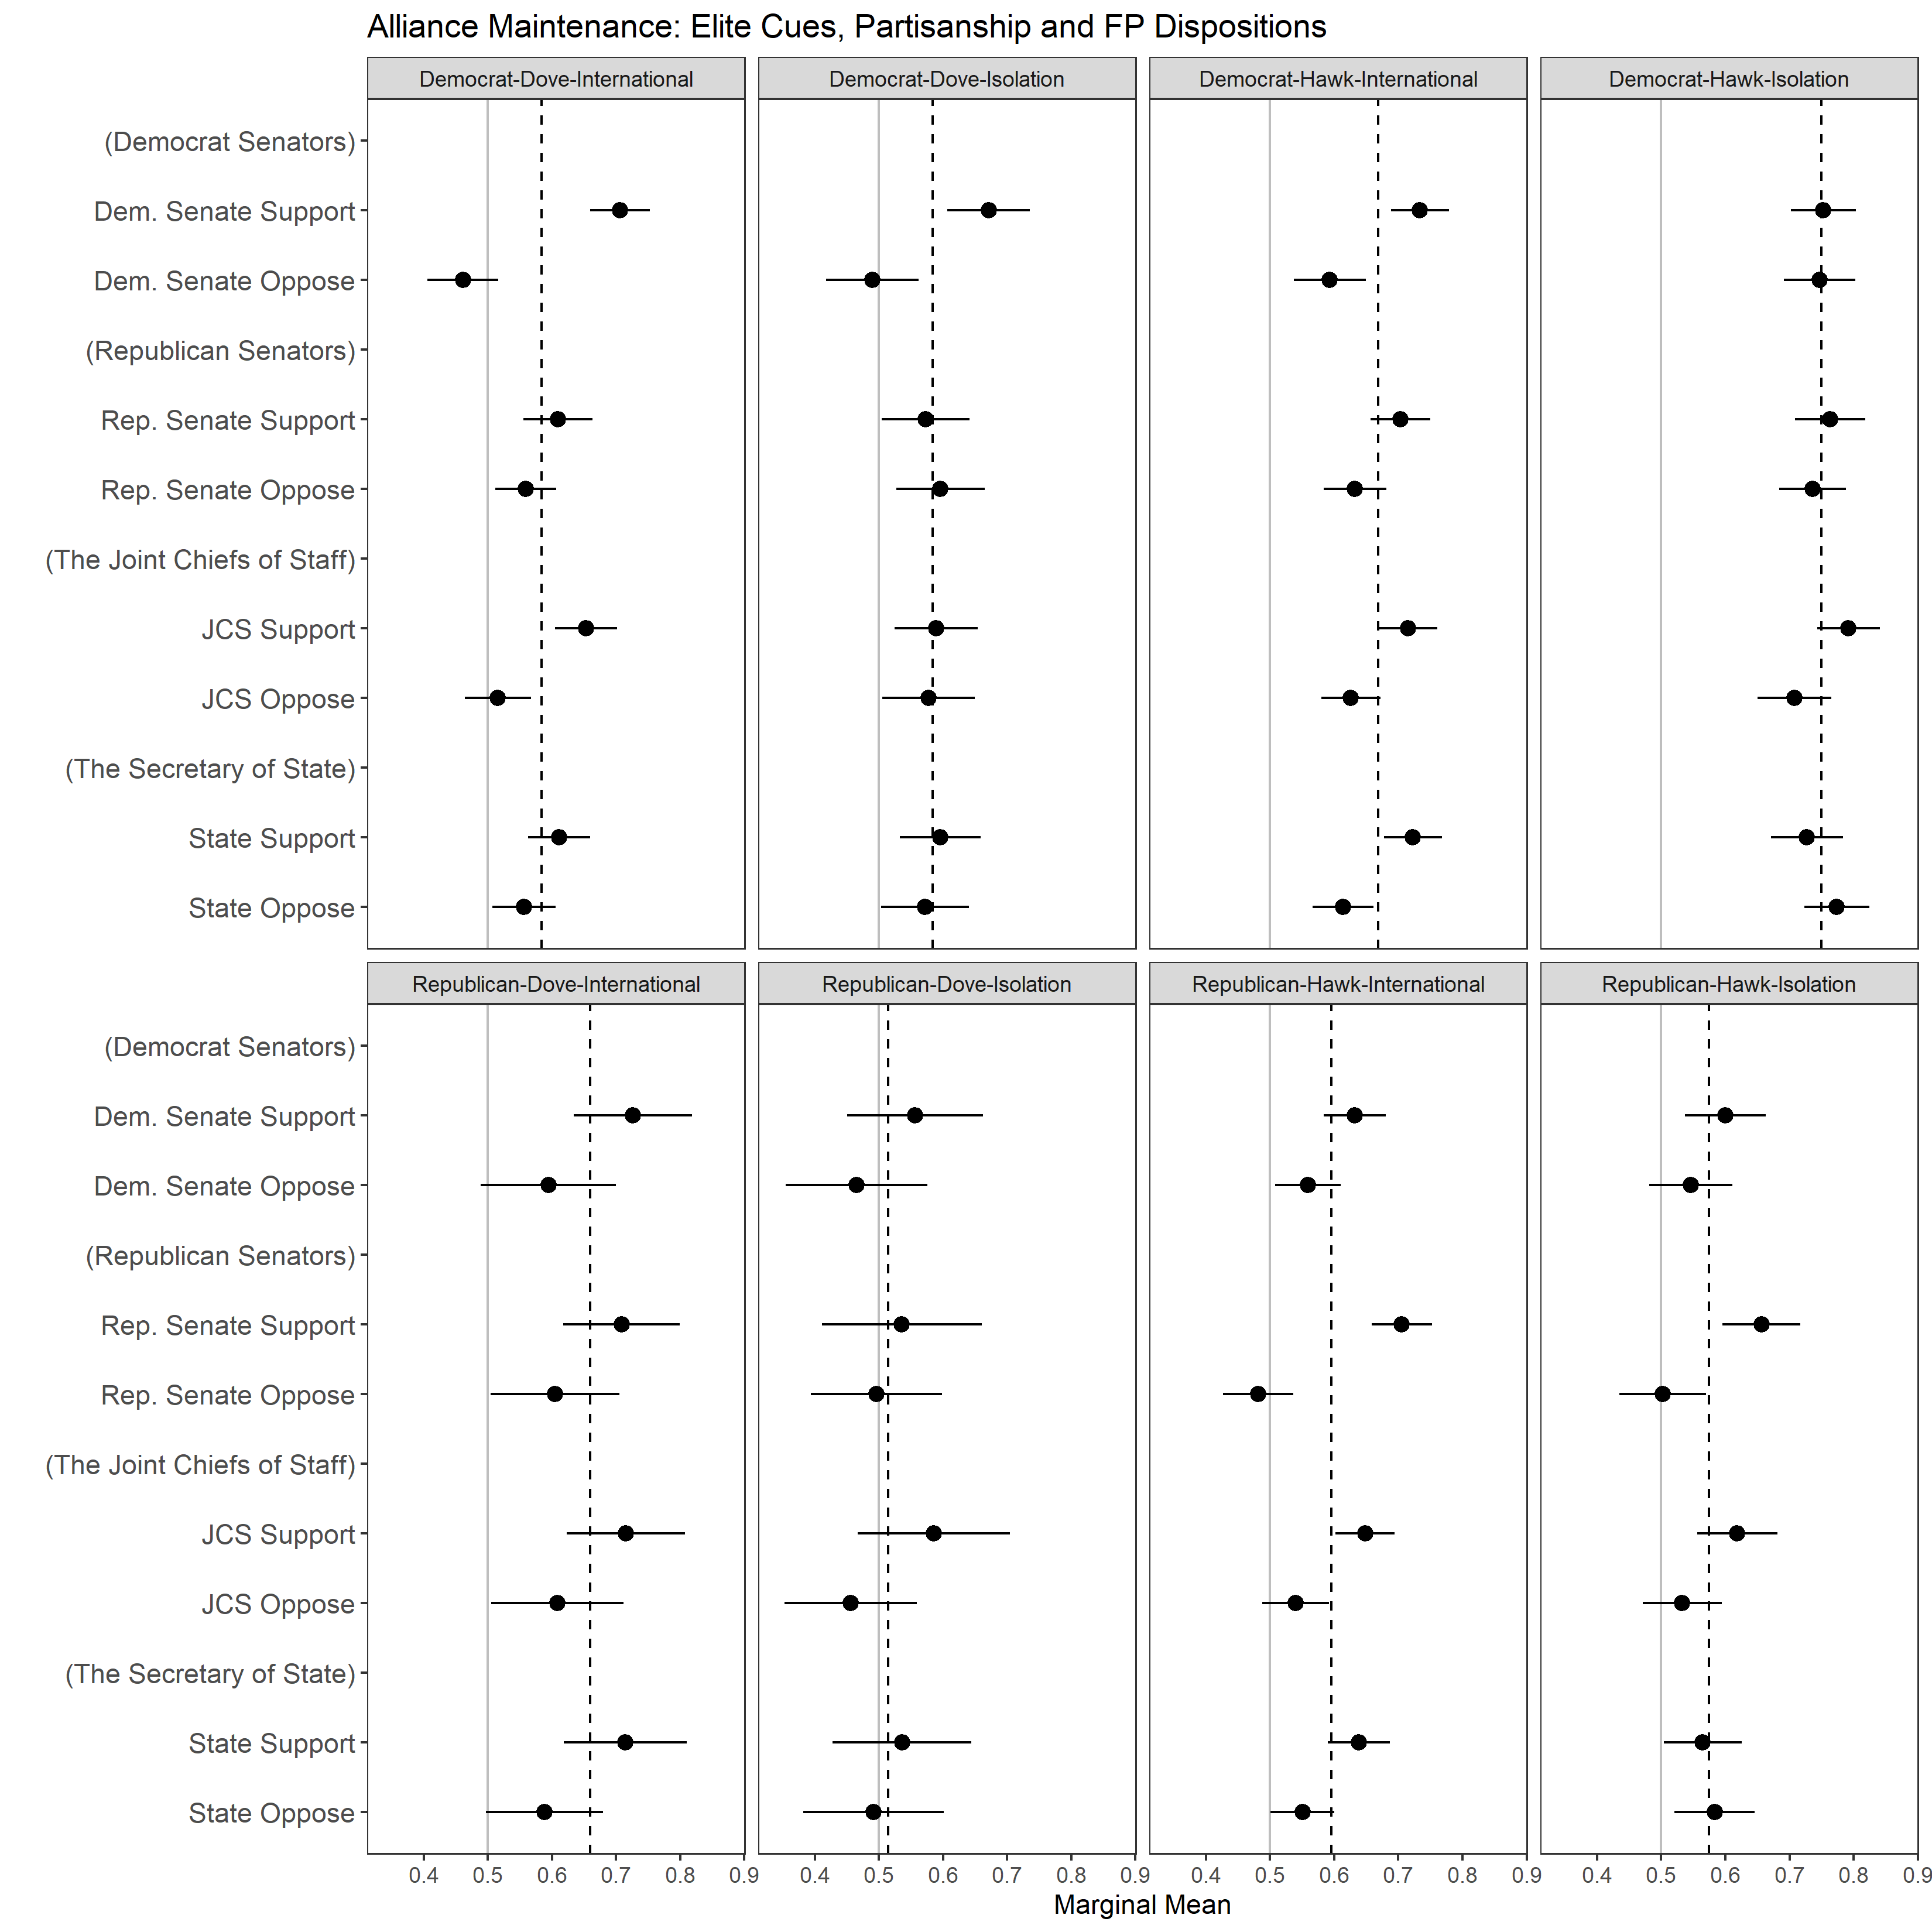 Alliance Maintenance: Elite Cues, Partisanship and FP Dispositions
Democrat-Dove-International
Democrat-Dove-Isolation
Democrat-Hawk-International
Democrat-Hawk-Isolation
(Democrat Senators)
Dem. Senate Support
Dem. Senate Oppose
(Republican Senators)
Rep. Senate Support
Rep. Senate Oppose
(The Joint Chiefs of Staff)
JCS Support
JCS Oppose
(The Secretary of State)
State Support
State Oppose
Republican-Dove-International
Republican-Dove-Isolation
Republican-Hawk-International
Republican-Hawk-Isolation
(Democrat Senators)
Dem. Senate Support
Dem. Senate Oppose
(Republican Senators)
Rep. Senate Support
Rep. Senate Oppose
(The Joint Chiefs of Staff)
JCS Support
JCS Oppose
(The Secretary of State)
State Support
State Oppose
0.4 0.5 0.6 0.7 0.8 0.9
0.4 0.5 0.6 0.7 0.8 0.9
0.4 0.5 0.6 0.7 0.8 0.9
0.4 0.5 0.6 0.7 0.8 0.9
Marginal Mean